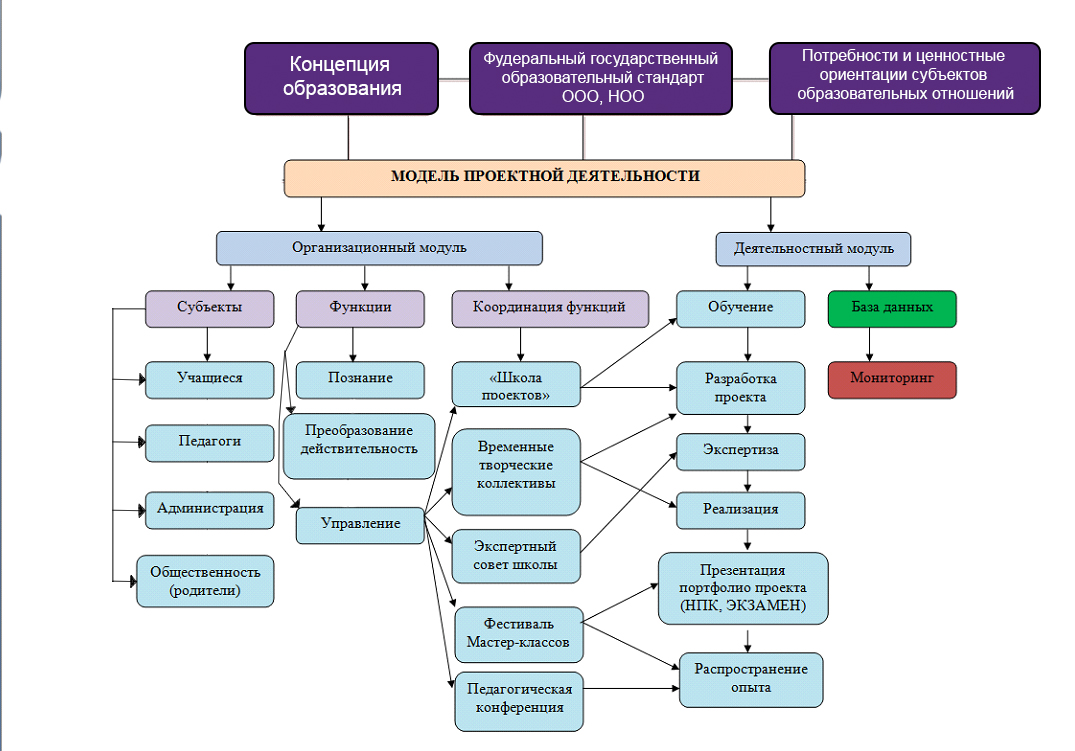 Концепция
образования
Фудеральный государственный
образовательный стандарт
ООО, НОО
Потребности и ценностные
ориентации субъектов
образовательных отношений
МОДЕЛЬ ПРОЕКТНОЙ ДЕЯТЕЛЬНОСТИ
Организационный модуль
Деятельностный модуль
Субъекты
Функции
Координация функций
Обучение
База данных
Учащиеся
Познание
«Школа
проектов»
Разработка
проекта
Мониторинг
Педагоги
Преобразование
действительность
Временные
творческие
коллективы
Экспертиза
Администрация
Управление
Экспертный
совет школы
Реализация
Общественность
(родители)
Фестиваль
Мастер-классов
Презентация
портфолио проекта
(НПК, ЭКЗАМЕН)
Педагогическая
конференция
Распространение
опыта